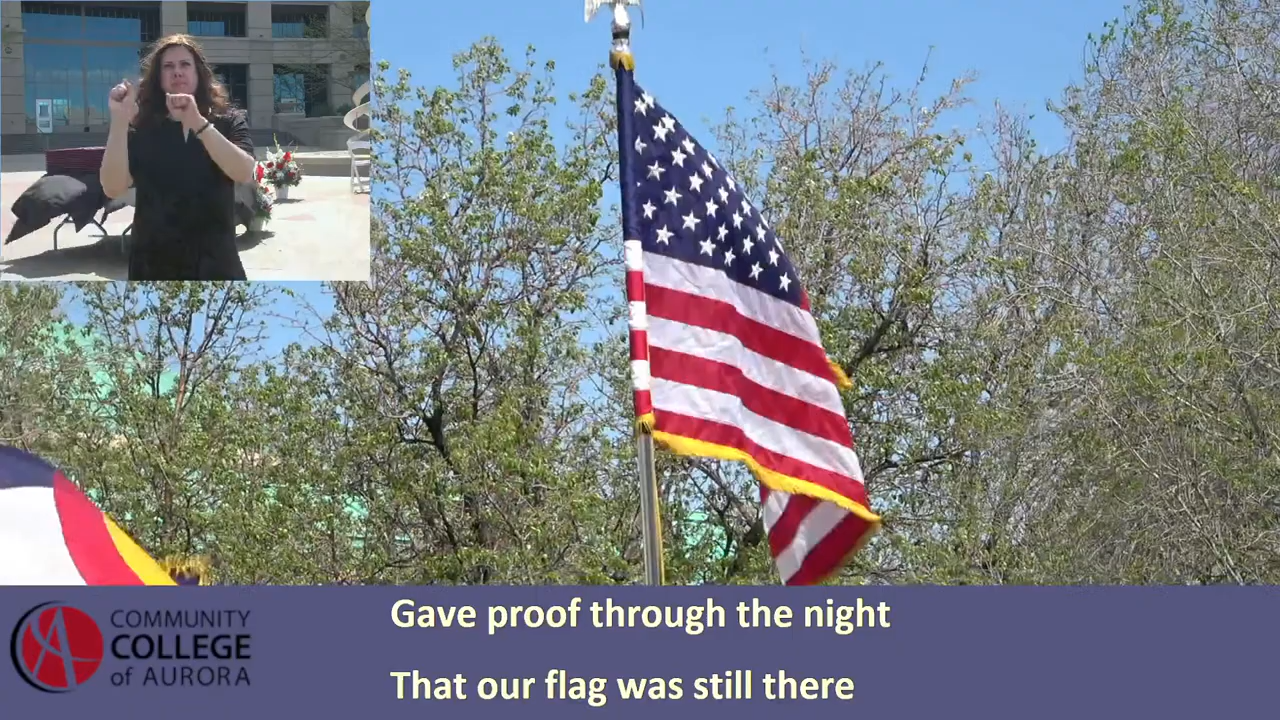 Gave proof through the night
That our flag was still there
COMMUNITY
COLLEGE
of AURORA